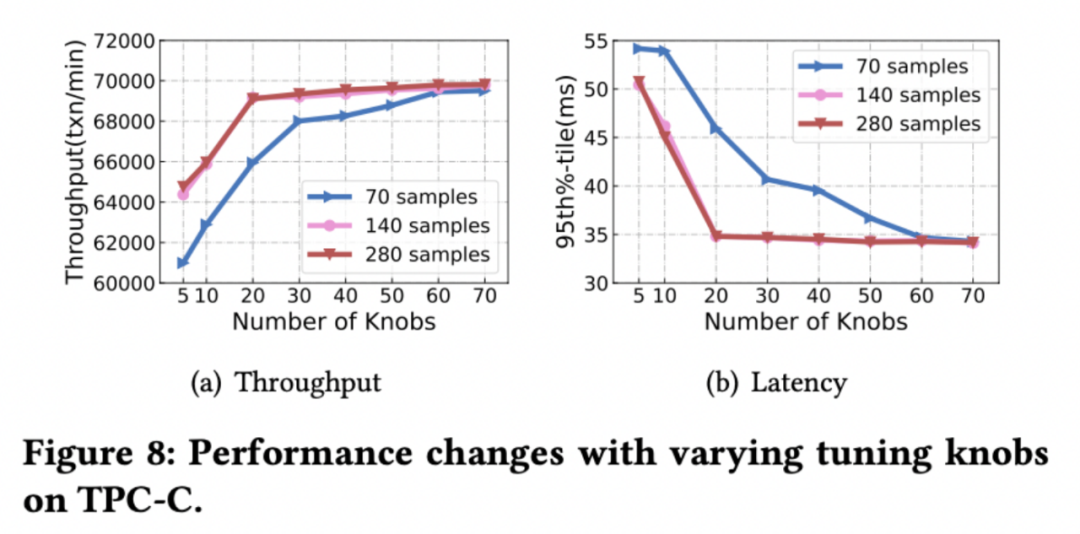 72000
70000
68000
66000
64000
62000
60000
Throughput(txn/min)
70 samples
140 samples
280 samples
5 10 20 30 40 50 60 70
Number of Knobs
(a) Throughput
55
50
45
40
35
30
95th%-tile(ms)
70 samples
140 samples
280 samples
5 10 20 30 40 50 60 70
Number of Knobs
(b) Latency
Figure 8: Performance changes with varying tuning knobs
on TPC-C.